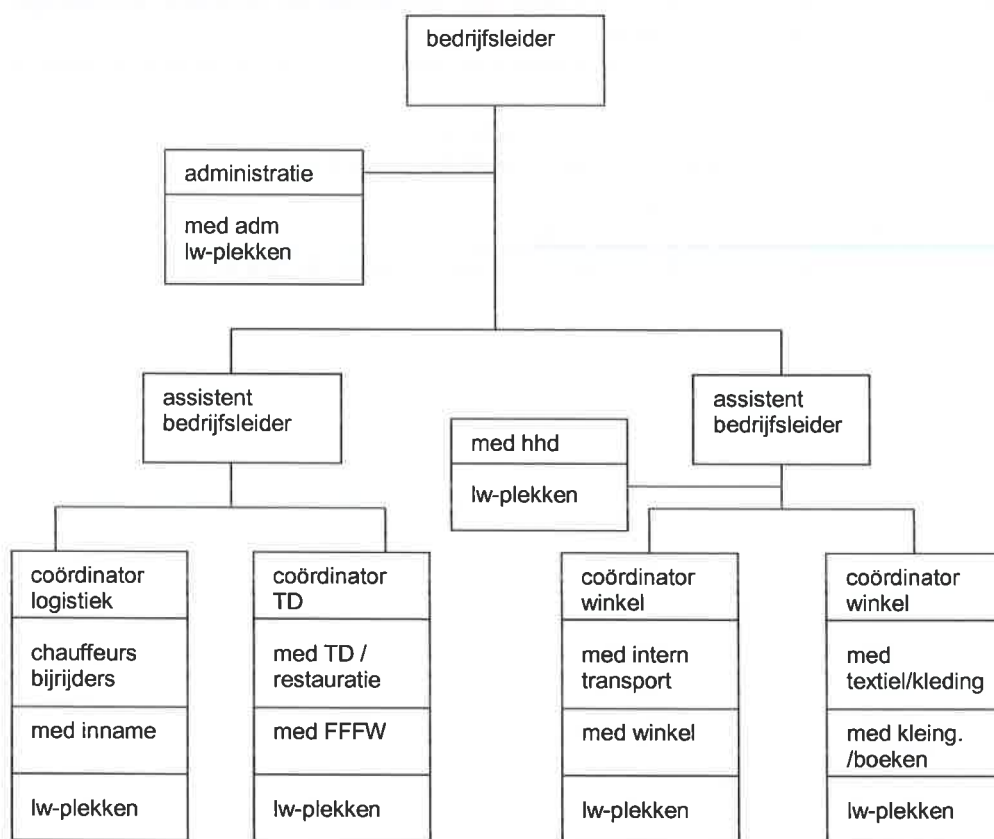 bedrijfsleider
administratie
med adm
lw-plekken
assistent
bedrijfsleider
assistent
bedrijfsleider
med hhd
lw-plekken
coördinator
logistiek
chauffeurs
bijrijders
med inname
lw-plekken
coördinator
TD
med TD /
restauratie
med FFFW
lw-plekken
coördinator
winkel
med intern
transport
med winkel
lw-plekken
coördinator
winkel
med
textiel/kleding
med kleing.
/boeken
lw-plekken